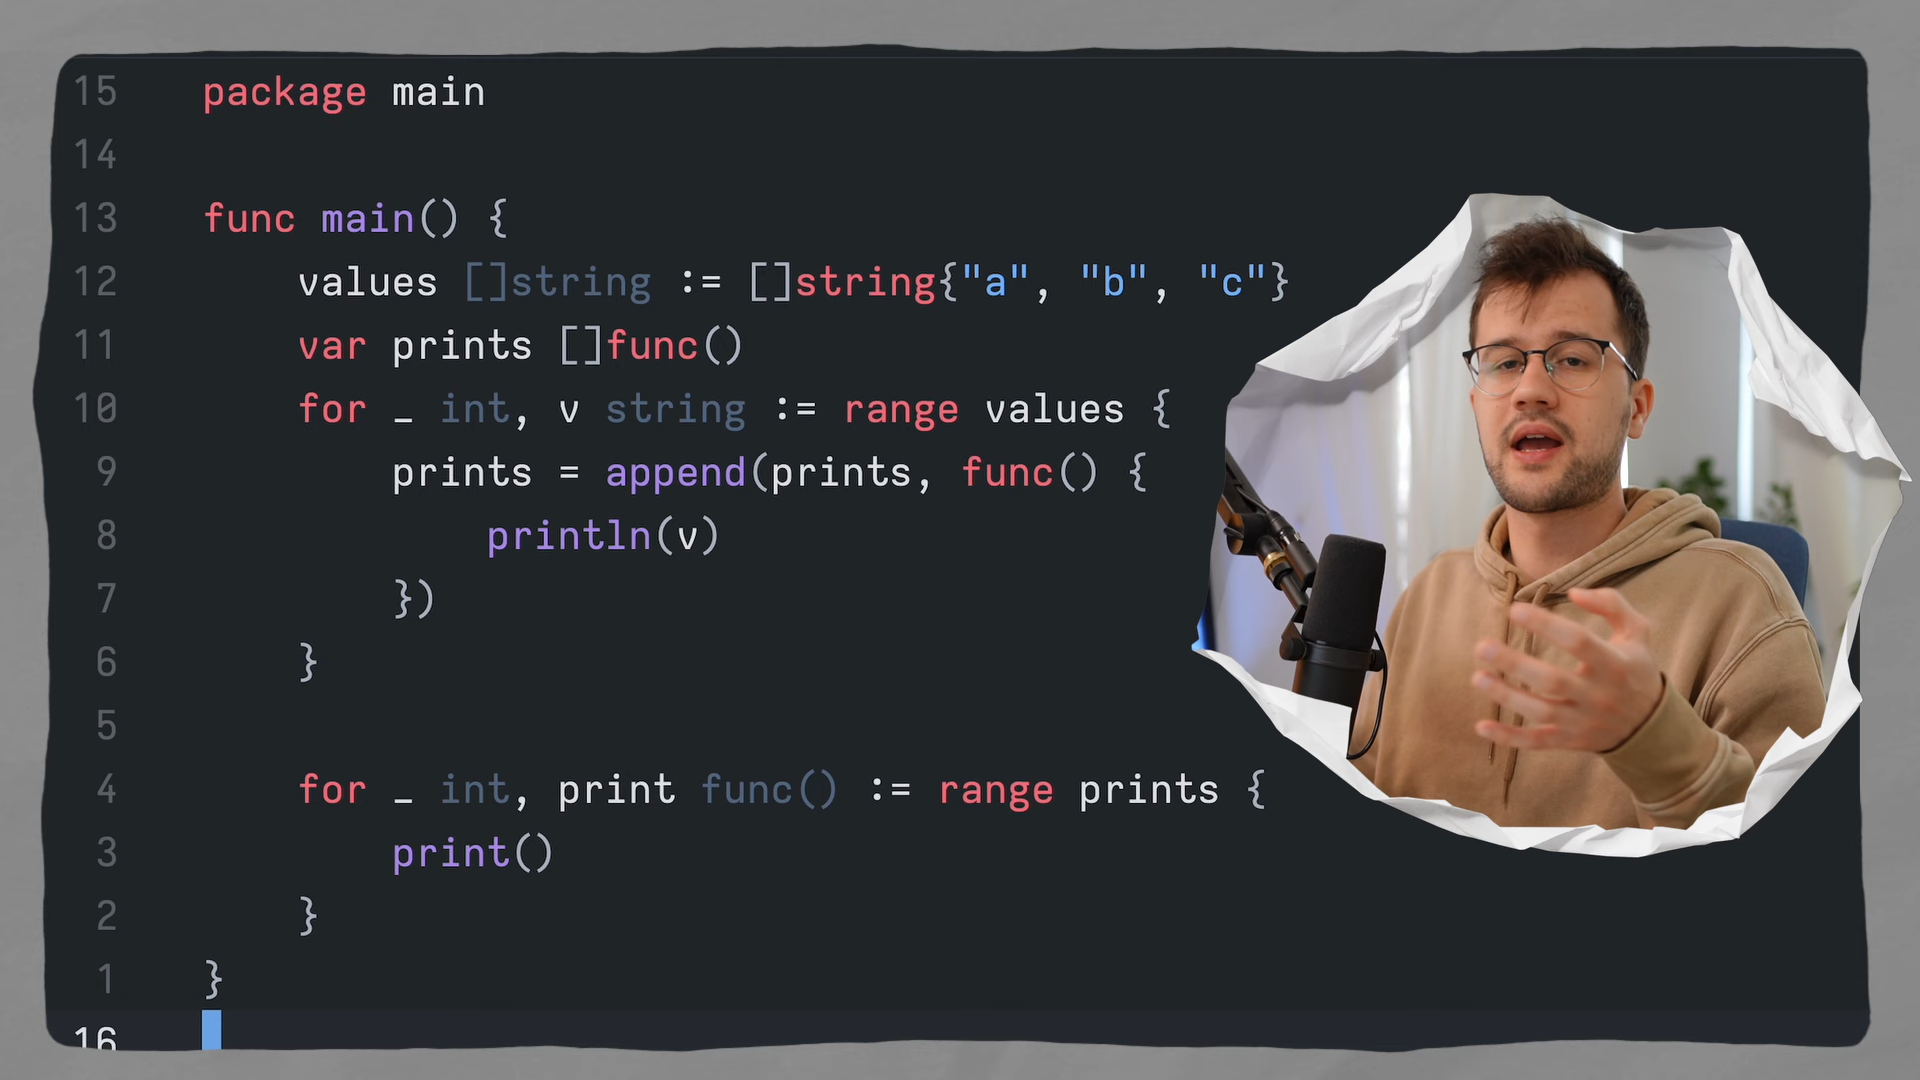 15 package main
14
13 func main() {
12     values []string := []string{"a", "b", "c"}
11     var prints []func()
10     for _ int, v string := range values {
9         prints = append(prints, func() {
8             println(v)
7         })
6     }
5
4     for _ int, print func() := range prints {
3         print()
2     }
1 }
16